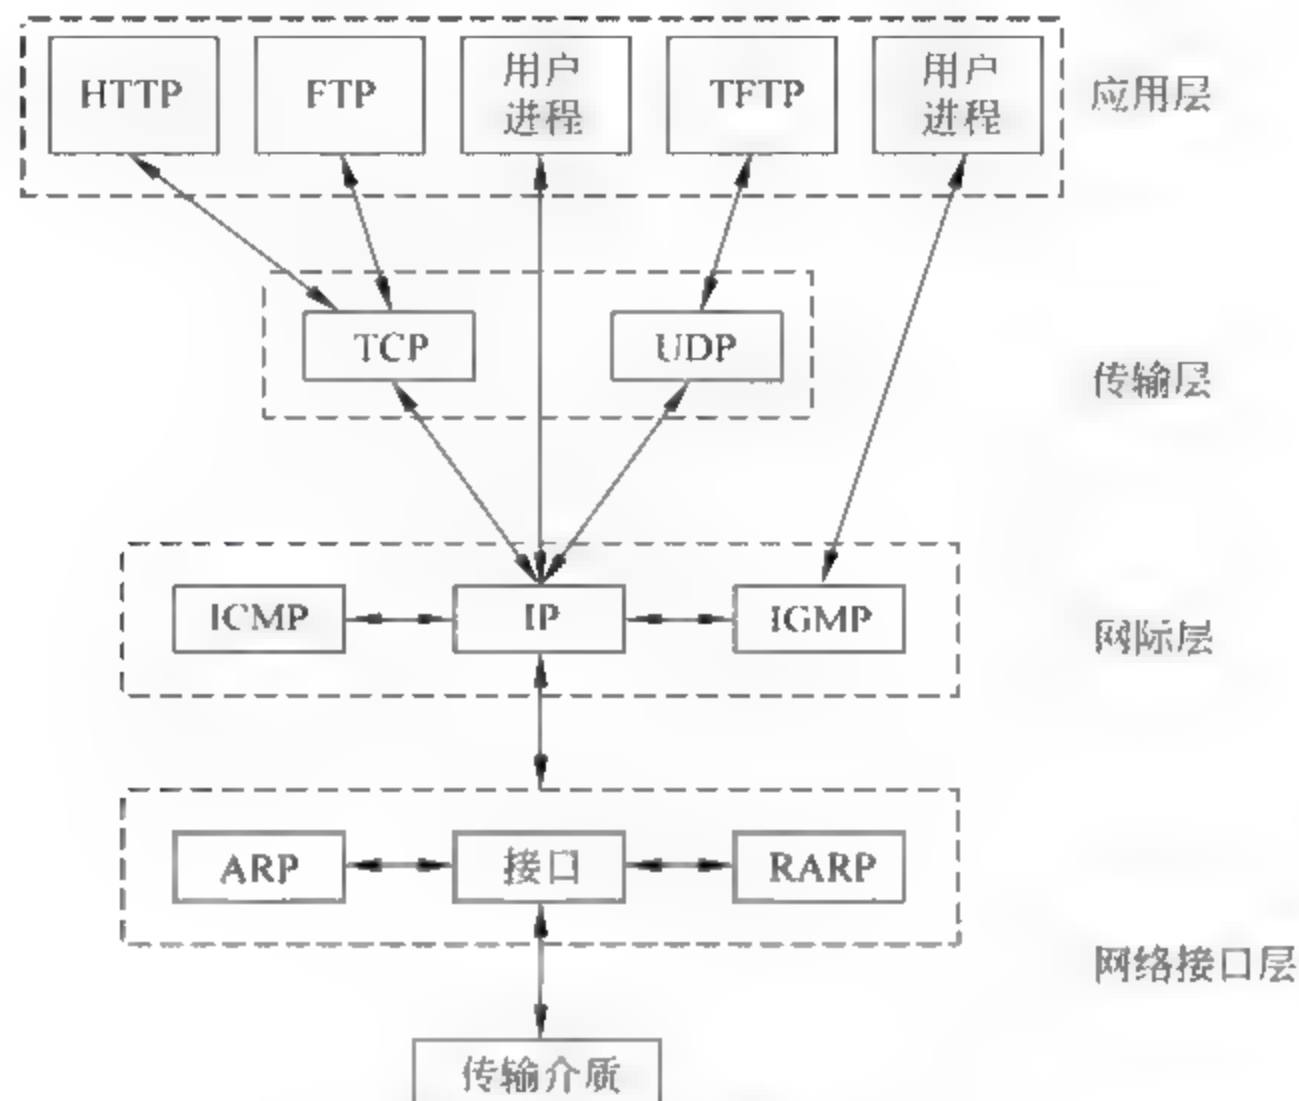 HTTP
FTP
用户
进程
TFTP
用户
进程
应用层
TCP
UDP
传输层
ICMP
IP
IGMP
网际层
ARP
接口
RARP
网络接口层
传输介质